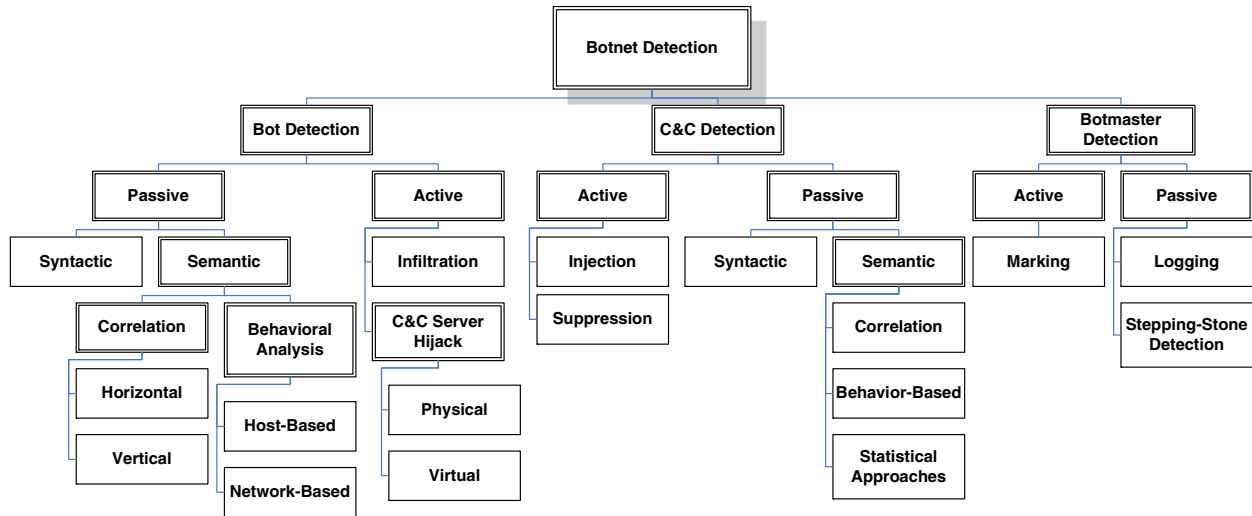 Botnet Detection
Bot Detection
C&C Detection
Botmaster
Detection
Passive
Active
Active
Passive
Active
Passive
Syntactic
Semantic
Infiltration
Injection
Syntactic
Semantic
Marking
Logging
Correlation
Behavioral
Analysis
C&C Server
Hijack
Suppression
Correlation
Stepping-Stone
Detection
Horizontal
Host-Based
Physical
Behavior-Based
Vertical
Network-Based
Virtual
Statistical
Approaches